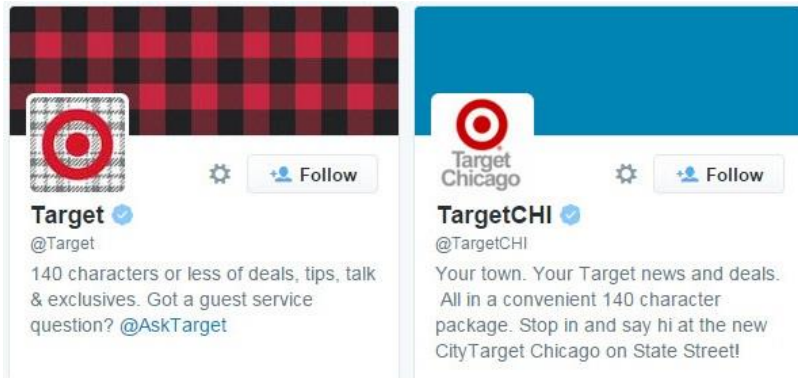 Follow
Target
@Target
140 characters or less of deals, tips, talk
& exclusives. Got a guest service
question? @AskTarget
Target
Chicago
Follow
TargetCHI
@TargetCHI
Your town. Your Target news and deals.
All in a convenient 140 character
package. Stop in and say hi at the new
CityTarget Chicago on State Street!